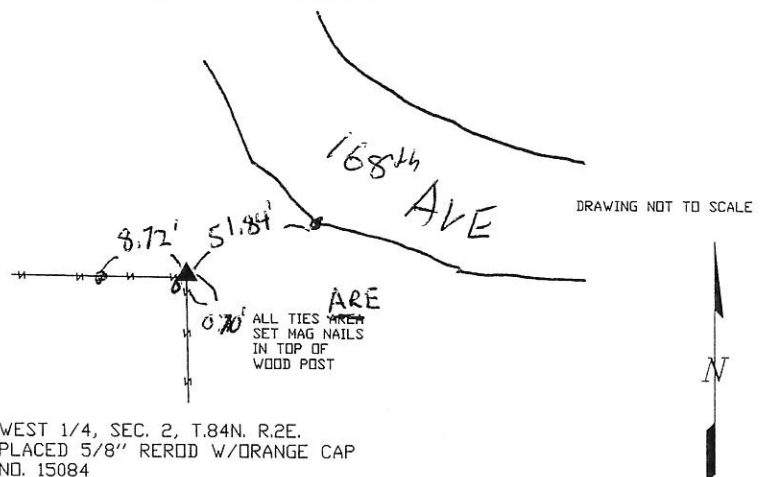 168th
AVE
DRAWING NOT TO SCALE
8.72'
51.84'
0.70'
ARE
ALL TIES AREA
SET MAG NAILS
IN TOP OF
WOOD POST
N
WEST 1/4, SEC. 2, T.84N. R.2E.
PLACED 5/8" REROD W/ORANGE CAP
NO. 15084